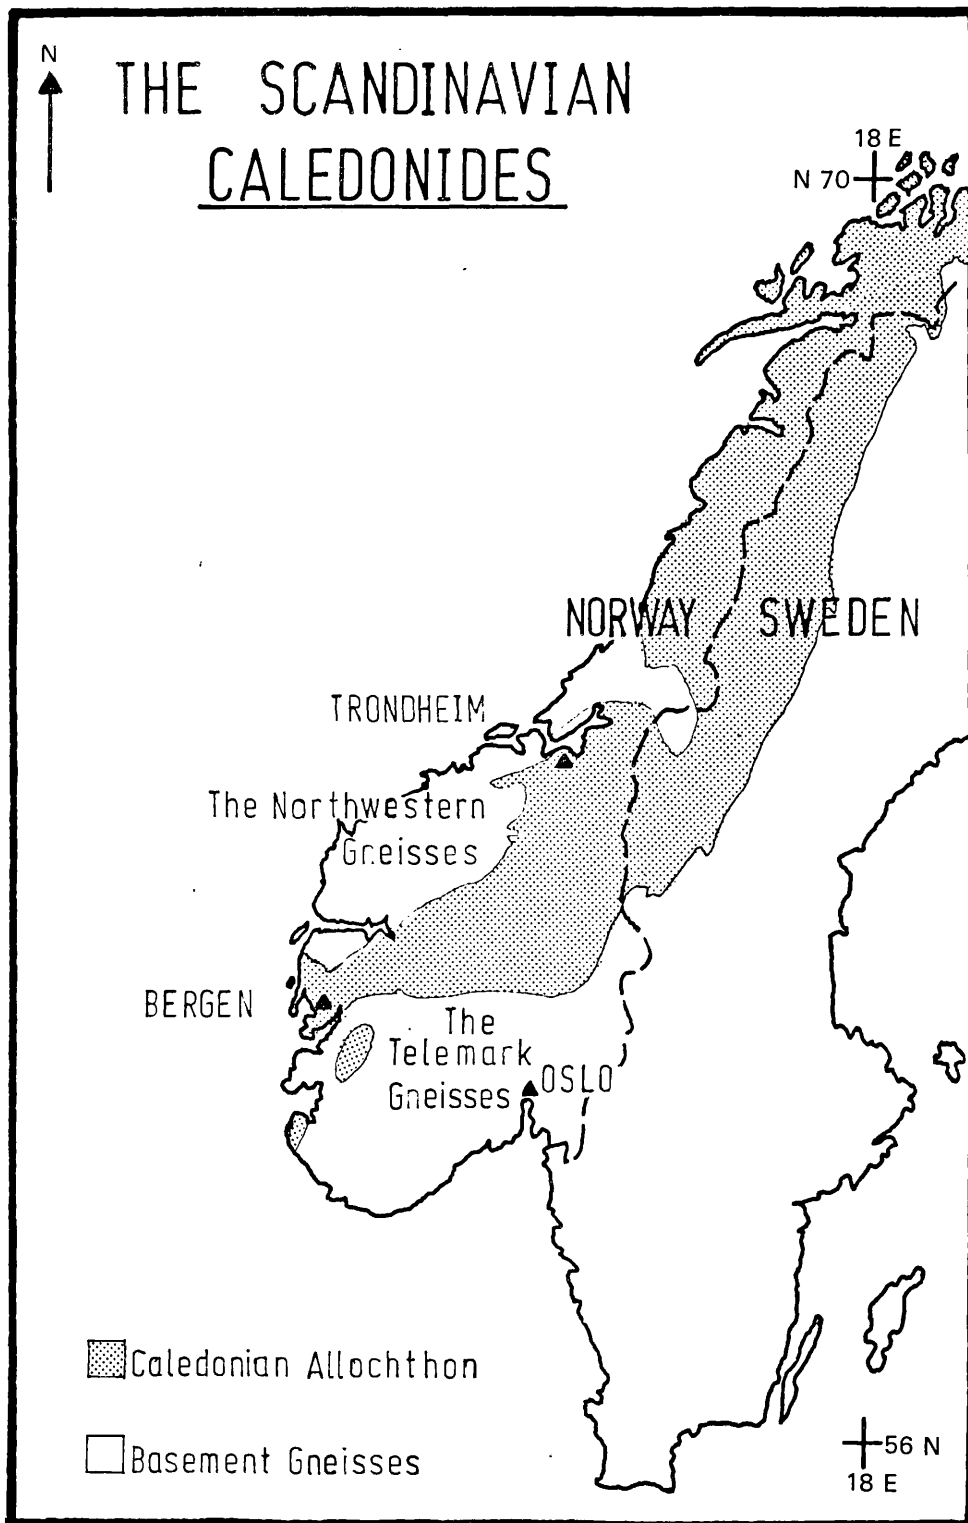 N
THE SCANDINAVIAN
CALEDONIDES
18 E
N 70
NORWAY
SWEDEN
TRONDHEIM
The Northwestern
Gneisses
BERGEN
The
Telemark
Gneisses
OSLO
Caledonian Allochthon
Basement Gneisses
56 N
18 E